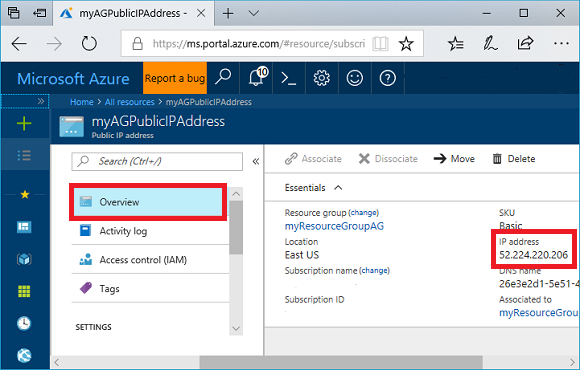 myAGPublicIPAddress -
https://ms.portal.azure.com/#resource/subscri
Microsoft Azure
Report a bug
10
Home > All resources > myAGPublicIPAddress
myAGPublicIPAddress
Public IP address
Search (Ctrl+/)
Overview
Activity log
Access control (IAM)
Tags
SETTINGS
Associate
Dissociate
Move
Delete
Essentials
Resource group (change)
myResourceGroupAG
Location
East US
Subscription name (change)
Subscription ID
SKU
Basic
IP address
52.224.220.206
DNS name
26e3e2d1-5e51-4
Associated to
myResourceGrou